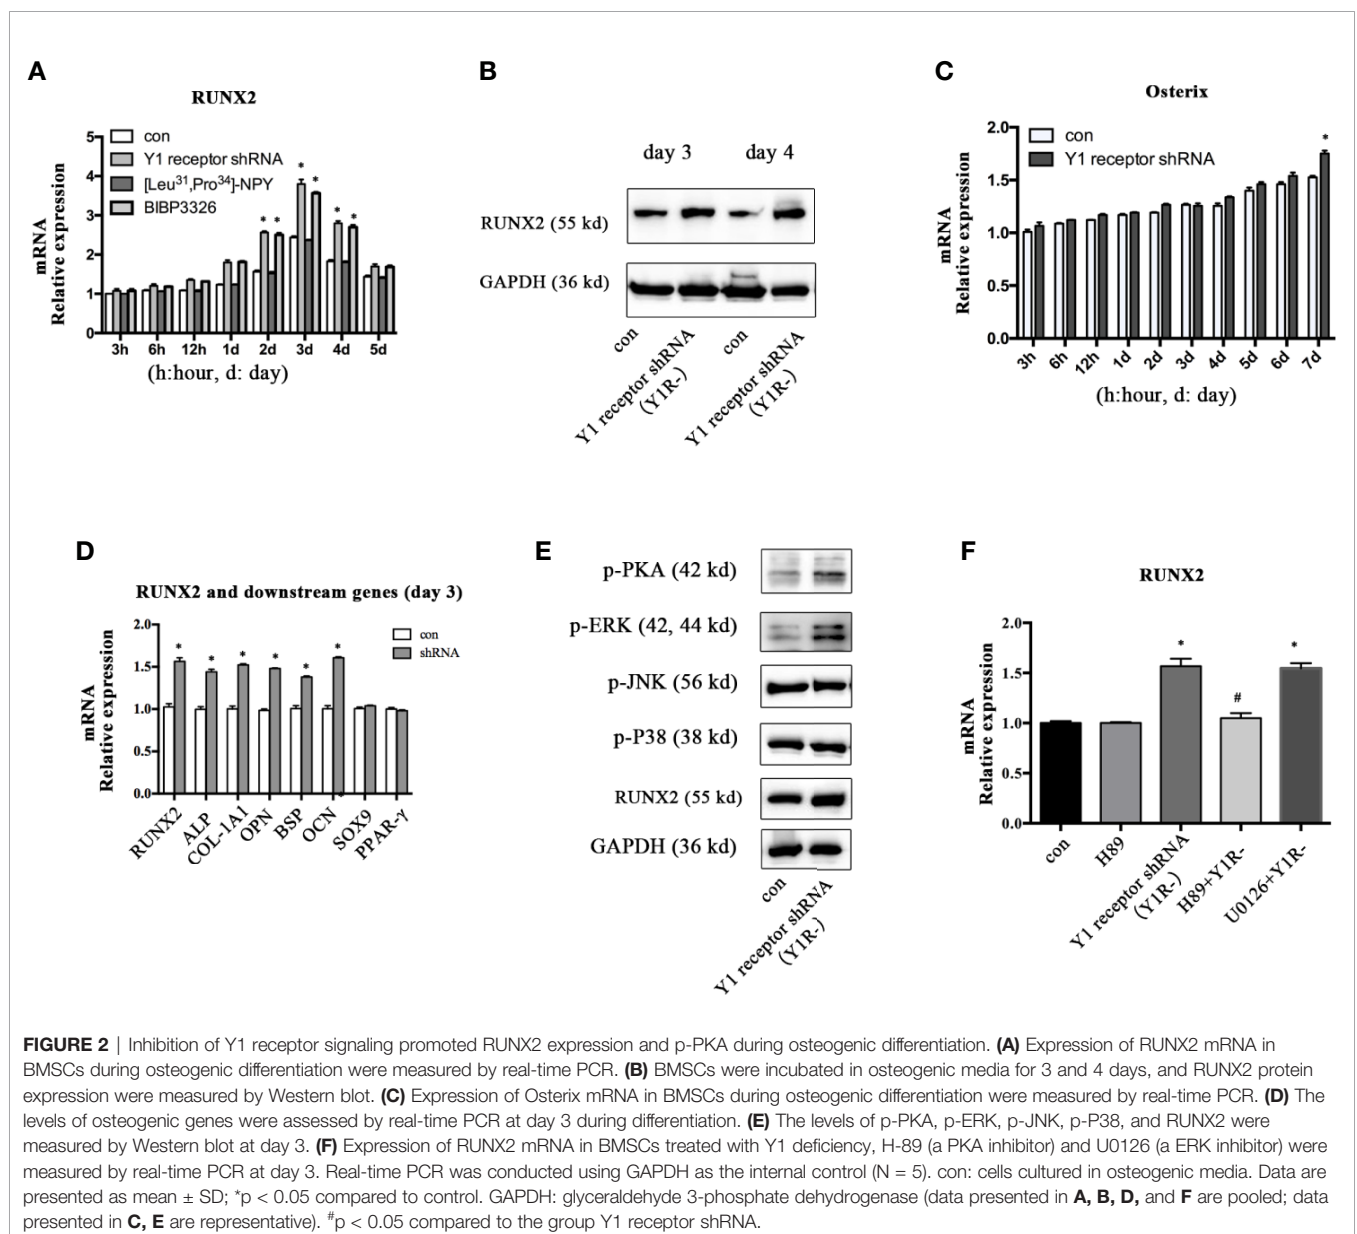 A
RUNX2
con
Y1 receptor shRNA
[Leu31,Pro34]-NPY
BIBP3326
mRNA
Relative expression
5
4
3
2
1
0
* * * * * *
3h 6h 12h 1d 2d 3d 4d 5d
(h:hour, d: day)
B
day 3 day 4
RUNX2 (55 kd)
GAPDH (36 kd)
con
Y1 receptor shRNA
(Y1R-)
con
Y1 receptor shRNA
(Y1R-)
C
Osterix
con
Y1 receptor shRNA
mRNA
Relative expression
2.0
1.5
1.0
0.5
0.0
*
3h 6h 12h 1d 2d 3d 4d 5d 6d 7d
(h:hour, d: day)
D
RUNX2 and downstream genes (day 3)
con
shRNA
mRNA
Relative expression
2.0
1.5
1.0
0.5
0.0
* * * * * *
RUNX2 ALP COL-1A1 OPN BSP OCN SOX9 PPAR-γ
E
p-PKA (42 kd)
p-ERK (42, 44 kd)
p-JNK (56 kd)
p-P38 (38 kd)
RUNX2 (55 kd)
GAPDH (36 kd)
con
Y1 receptor shRNA
(Y1R-)
F
RUNX2
mRNA
Relative expression
2.0
1.5
1.0
0.5
0.0
* # *
con
H89
Y1 receptor shRNA
(Y1R-)
H89+Y1R-
U0126+Y1R-
FIGURE 2 | Inhibition of Y1 receptor signaling promoted RUNX2 expression and p-PKA during osteogenic differentiation. (A) Expression of RUNX2 mRNA in
BMSCs during osteogenic differentiation were measured by real-time PCR. (B) BMSCs were incubated in osteogenic media for 3 and 4 days, and RUNX2 protein
expression were measured by Western blot. (C) Expression of Osterix mRNA in BMSCs during osteogenic differentiation were measured by real-time PCR. (D) The
levels of osteogenic genes were assessed by real-time PCR at day 3 during differentiation. (E) The levels of p-PKA, p-ERK, p-JNK, p-P38, and RUNX2 were
measured by Western blot at day 3. (F) Expression of RUNX2 mRNA in BMSCs treated with Y1 deficiency, H-89 (a PKA inhibitor) and U0126 (a ERK inhibitor) were
measured by real-time PCR at day 3. Real-time PCR was conducted using GAPDH as the internal control (N = 5). con: cells cultured in osteogenic media. Data are
presented as mean ± SD; *p < 0.05 compared to control. GAPDH: glyceraldehyde 3-phosphate dehydrogenase (data presented in A, B, D, and F are pooled; data
presented in C, E are representative). #p < 0.05 compared to the group Y1 receptor shRNA.